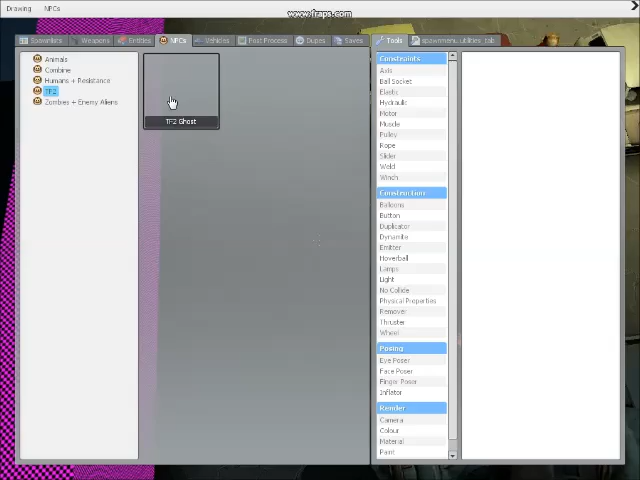 Drawing NPCs
www.fraps.com
Spawnlists Weapons Entities NPCs Vehicles Post Process Dupes Saves Tools spawnmenu.utilities_tab
Animals
Combine
Humans + Resistance
TF2
Zombies + Enemy Aliens
TF2 Ghost
Constraints
Axis
Ball Socket
Elastic
Hydraulic
Motor
Muscle
Pulley
Rope
Slider
Weld
Winch
Construction
Balloons
Button
Duplicator
Dynamite
Emitter
Hoverball
Lamps
Light
No Collide
Physical Properties
Remover
Thruster
Wheel
Posing
Eye Poser
Face Poser
Finger Poser
Inflator
Render
Camera
Colour
Material
Paint